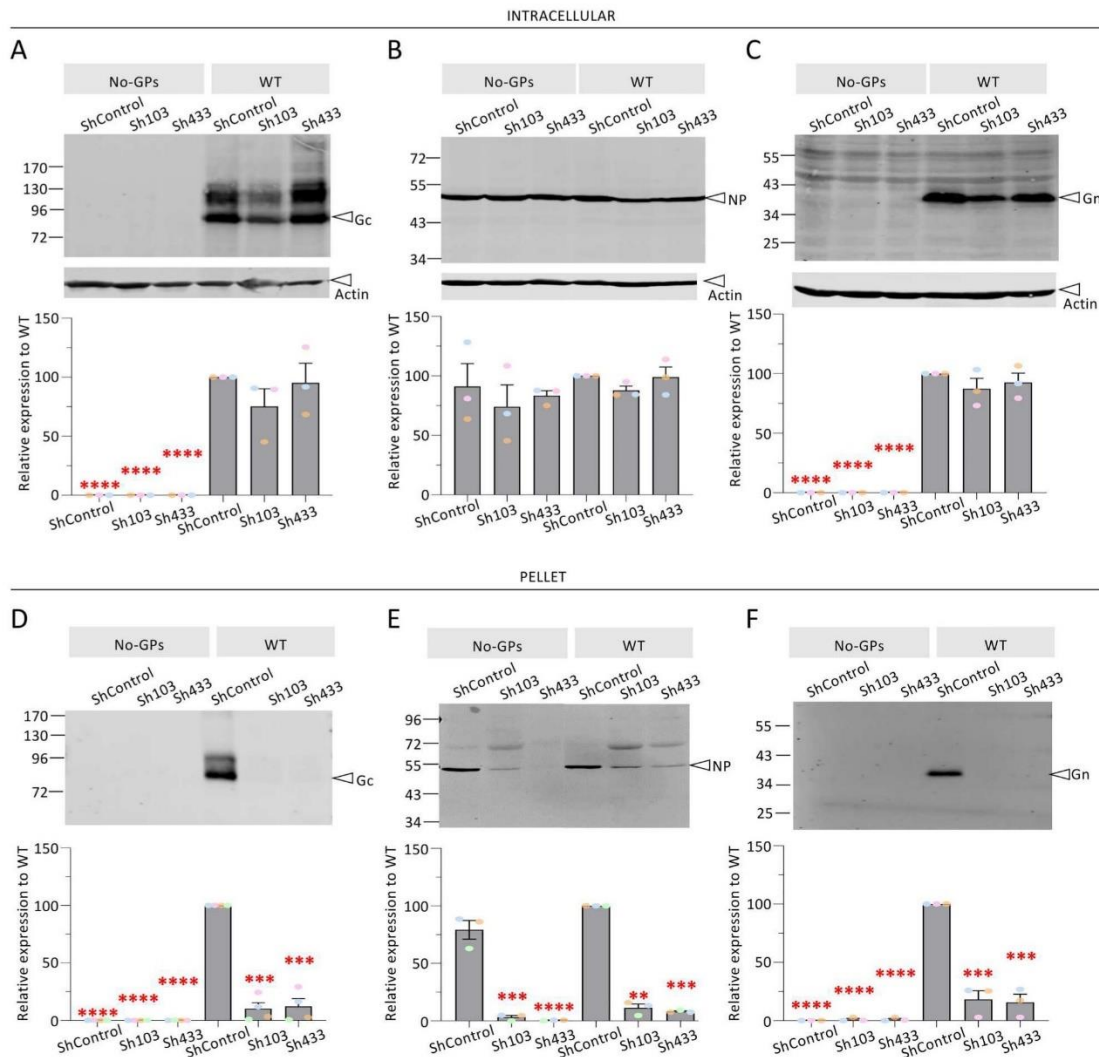 INTRACELLULAR
A
No-GPs WT
ShControl Sh103 Sh433 ShControl Sh103 Sh433
170
130
96
72
Gc
Actin
Relative expression to WT
150
100
50
0
**** **** ****
ShControl Sh103 Sh433 ShControl Sh103 Sh433
B
No-GPs WT
ShControl Sh103 Sh433 ShControl Sh103 Sh433
72
55
43
34
NP
Actin
Relative expression to WT
150
100
50
0
ShControl Sh103 Sh433 ShControl Sh103 Sh433
C
No-GPs WT
ShControl Sh103 Sh433 ShControl Sh103 Sh433
55
43
34
25
Gn
Actin
Relative expression to WT
150
100
50
0
**** **** ****
ShControl Sh103 Sh433 ShControl Sh103 Sh433
PELLET
D
No-GPs WT
ShControl Sh103 Sh433 ShControl Sh103 Sh433
170
130
96
72
Gc
Relative expression to WT
150
100
50
0
**** **** **** *** ***
ShControl Sh103 Sh433 ShControl Sh103 Sh433
E
No-GPs WT
ShControl Sh103 Sh433 ShControl Sh103 Sh433
96
72
55
43
34
NP
Relative expression to WT
150
100
50
0
*** **** ** ***
ShControl Sh103 Sh433 ShControl Sh103 Sh433
F
No-GPs WT
ShControl Sh103 Sh433 ShControl Sh103 Sh433
55
43
34
25
Gn
Relative expression to WT
150
100
50
0
**** **** **** *** ***
ShControl Sh103 Sh433 ShControl Sh103 Sh433